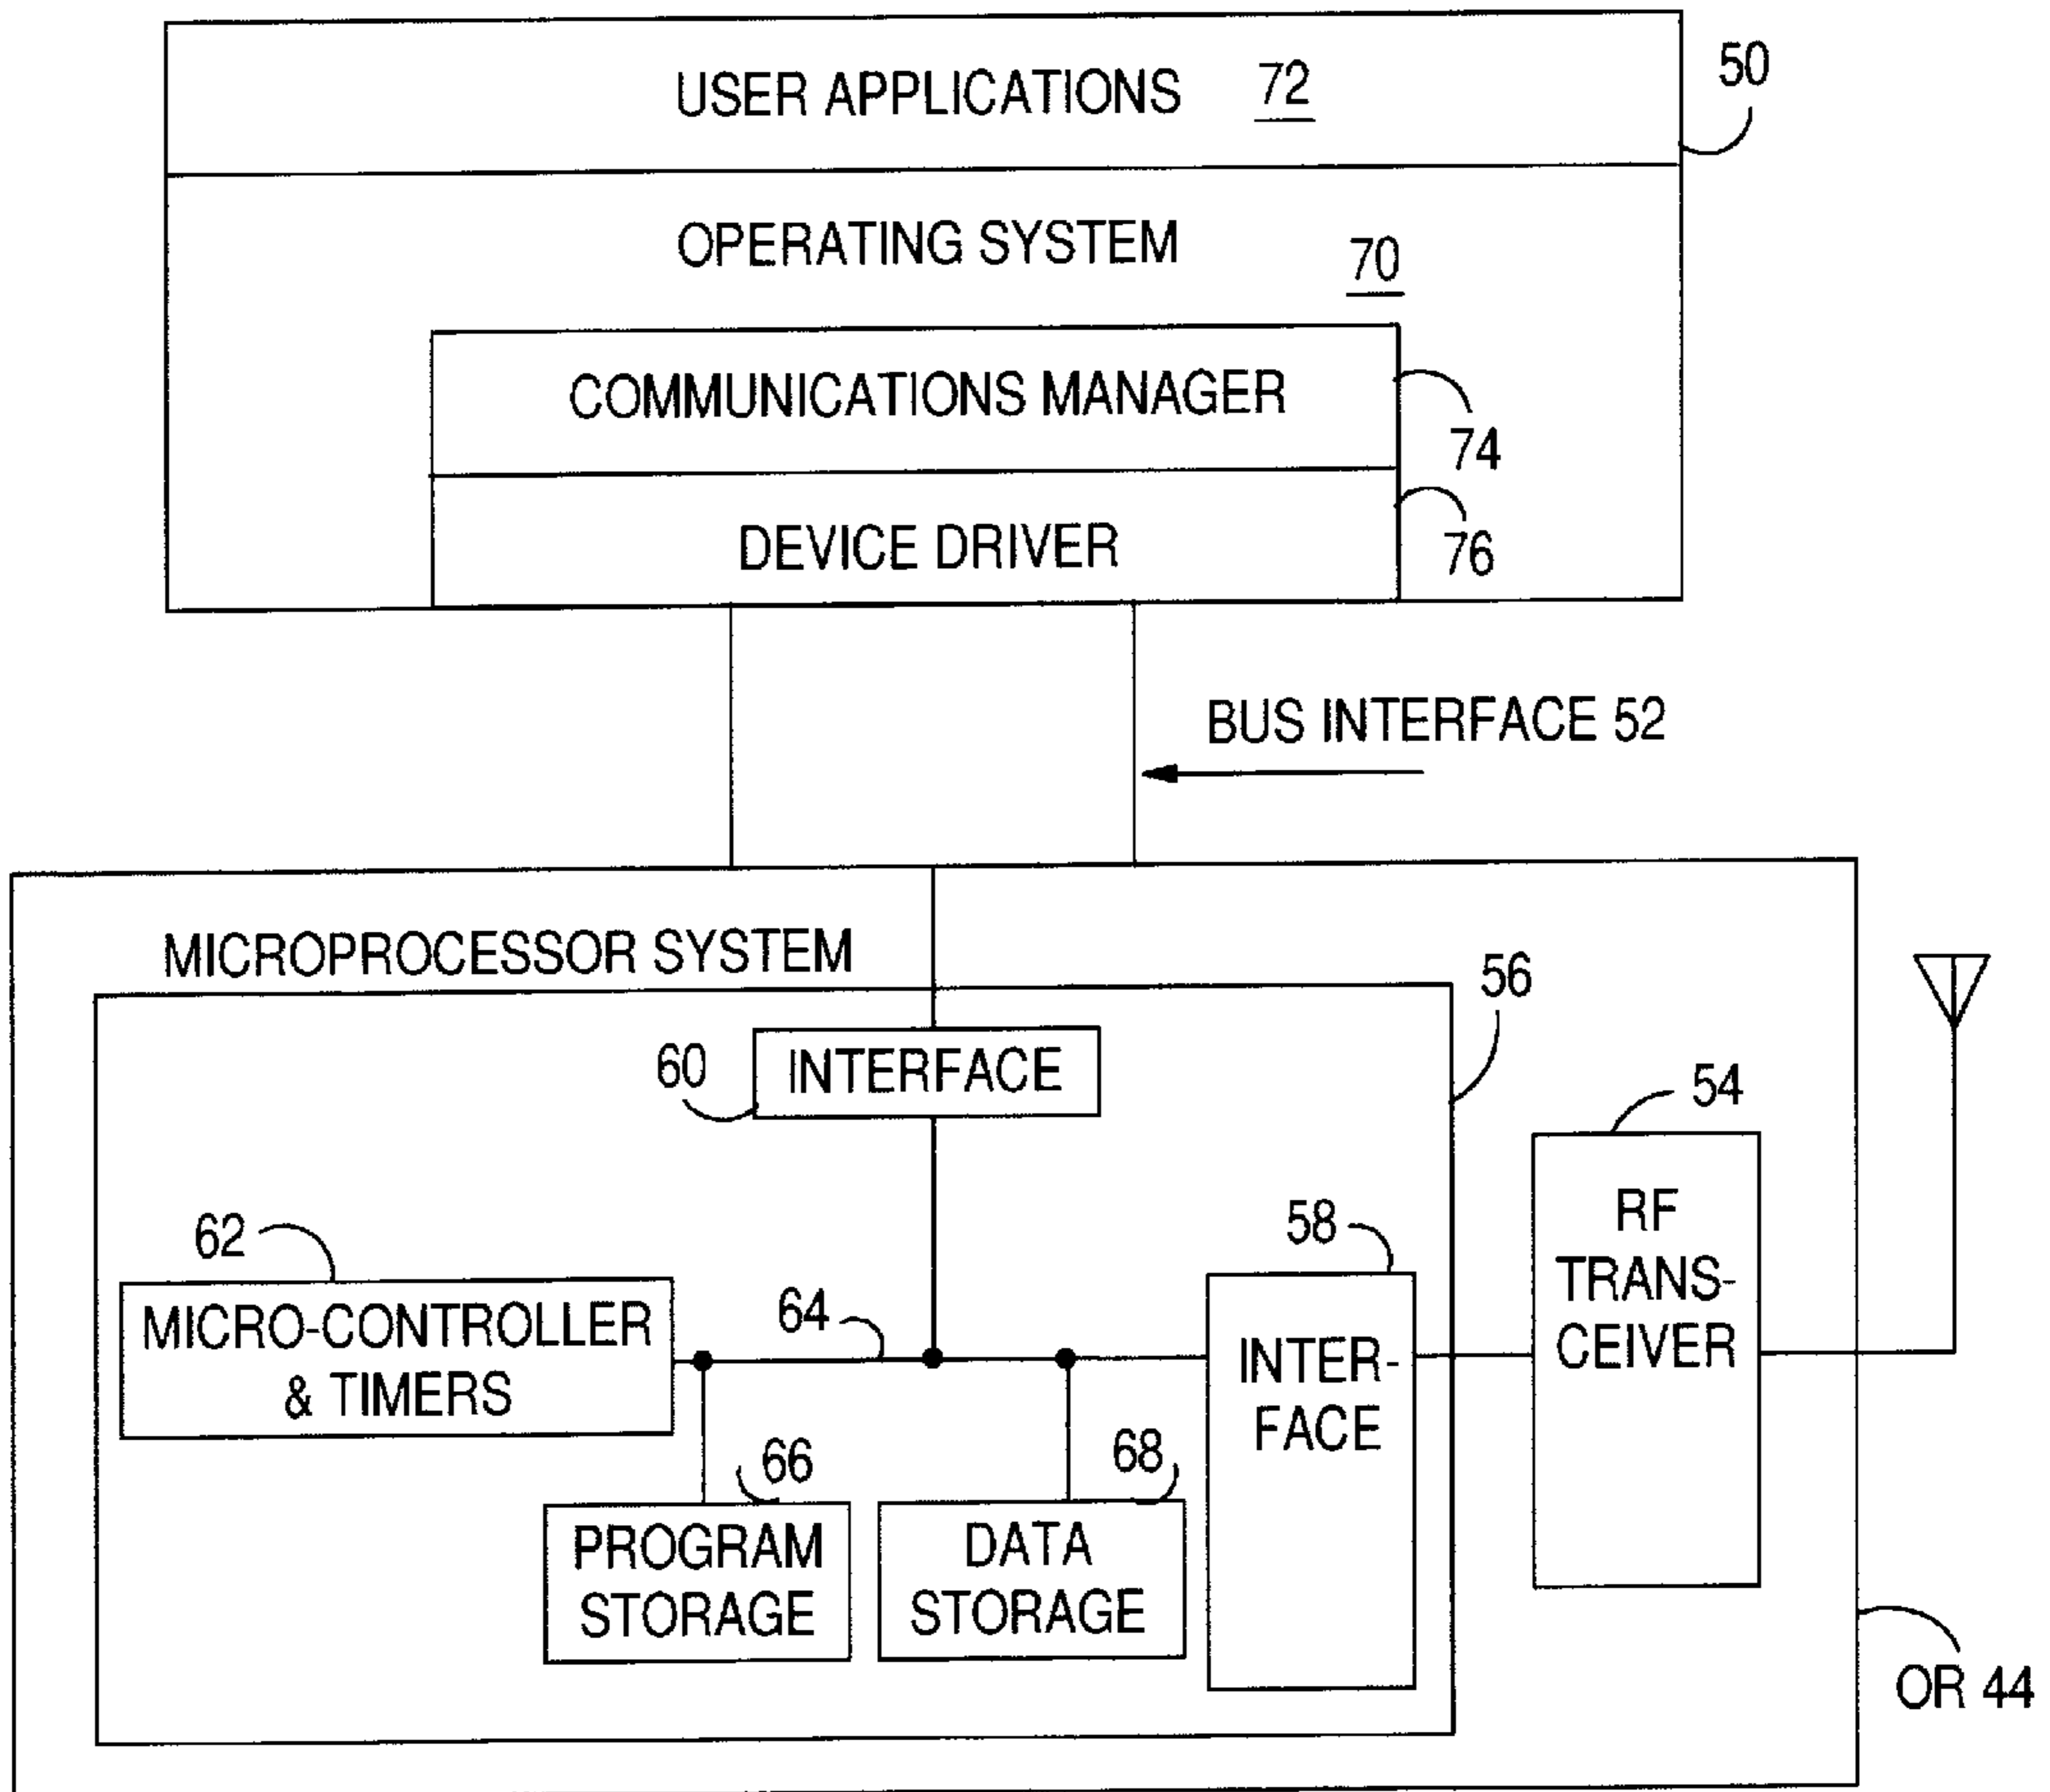 USER APPLICATIONS 72
50
OPERATING SYSTEM
70
COMMUNICATIONS MANAGER
74
DEVICE DRIVER
76
BUS INTERFACE 52
MICROPROCESSOR SYSTEM
56
60
INTERFACE
54
RF
TRANS-
CEIVER
62
58
MICRO-CONTROLLER
& TIMERS
64
INTER-
FACE
66
68
PROGRAM
STORAGE
DATA
STORAGE
OR 44